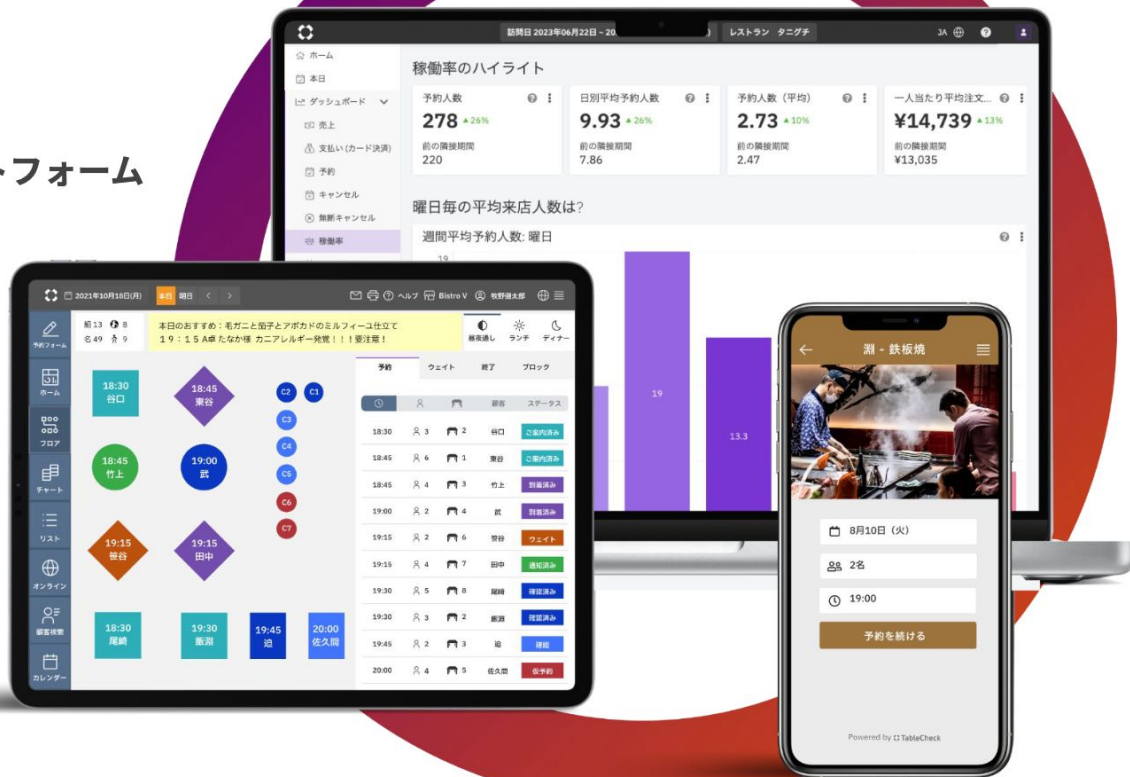 トフォーム
訪問日 2023年06月22日 ~ 20
レストラン タニグチ
JA
ホーム
本日
ダッシュボード
売上
支払い (カード決済)
予約
キャンセル
無断キャンセル
稼働率
稼働率のハイライト
予約人数
278 ▲26%
前の隣接期間
220
日別平均予約人数
9.93 ▲26%
前の隣接期間
7.86
予約人数（平均）
2.73 ▲10%
前の隣接期間
2.47
一人当たり平均注文...
¥14,739 ▲13%
前の隣接期間
¥13,035
曜日毎の平均来店人数は?
週間平均予約人数: 曜日
19
19
13.3
2021年10月18日(月)
本日
明日
ヘルプ
Bistro V
牧野健太郎
予約フォーム
ホーム
フロア
チャート
リスト
オンライン
顧客検索
カレンダー
組 13 8
名 49 9
本日のおすすめ：毛ガニと茄子とアボカドのミルフィーユ仕立て
19：15 A卓 たなか様 カニアレルギー発覚！！！要注意！
昼夜通し
ランチ
ディナー
18:30
谷口
18:45
東谷
C2
C1
C3
C4
C5
C6
C7
18:45
竹上
19:00
武
19:15
笹谷
19:15
田中
18:30
尾崎
19:30
飯淵
19:45
迫
20:00
佐久間
予約
ウェイト
終了
ブロック
顧客
ステータス
18:30 3 2 谷口 ご案内済み
18:45 6 1 東谷 ご案内済み
18:45 4 3 竹上 到着済み
19:00 2 4 武 到着済み
19:15 2 6 笹谷 ウェイト
19:15 4 7 田中 通知済み
19:30 5 8 尾崎 確認済み
19:30 3 2 飯淵 確認済み
19:45 2 3 迫 確認
20:00 4 5 佐久間 仮予約
淵 - 鉄板焼
8月10日（火）
2名
19:00
予約を続ける
Powered by TableCheck